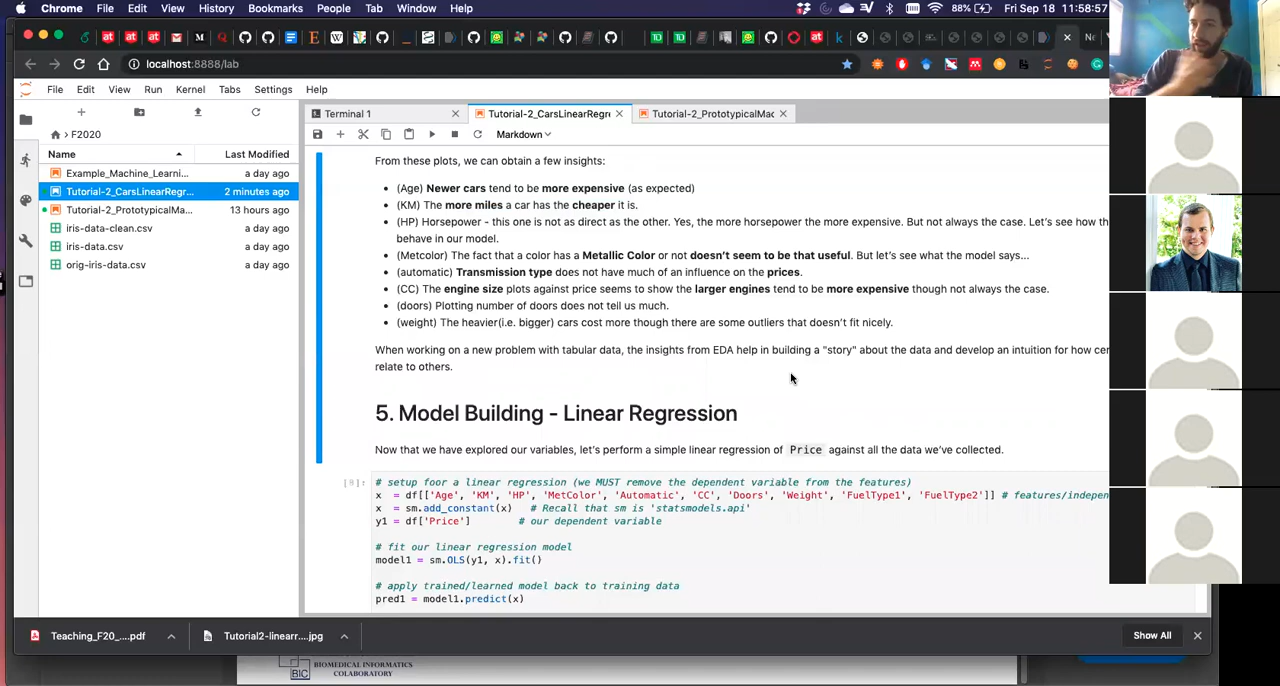 Chrome File Edit View History Bookmarks People Tab Window Help 88% Fri Sep 18 11:58:57
localhost:8888/lab
File Edit View Run Kernel Tabs Settings Help
F2020
Name Last Modified
Example_Machine_Learni... a day ago
Tutorial-2_CarsLinearRegr... 2 minutes ago
Tutorial-2_PrototypicalMa... 13 hours ago
iris-data-clean.csv a day ago
iris-data.csv a day ago
orig-iris-data.csv a day ago
Terminal 1 Tutorial-2_CarsLinearRegre Tutorial-2_PrototypicalMac
Markdown
From these plots, we can obtain a few insights:
• (Age) Newer cars tend to be more expensive (as expected)
• (KM) The more miles a car has the cheaper it is.
• (HP) Horsepower - this one is not as direct as the other. Yes, the more horsepower the more expensive. But not always the case. Let's see how th
behave in our model.
• (Metcolor) The fact that a color has a Metallic Color or not doesn't seem to be that useful. But let's see what the model says...
• (automatic) Transmission type does not have much of an influence on the prices.
• (CC) The engine size plots against price seems to show the larger engines tend to be more expensive though not always the case.
• (doors) Plotting number of doors does not tell us much.
• (weight) The heavier(i.e. bigger) cars cost more though there are some outliers that doesn't fit nicely.
When working on a new problem with tabular data, the insights from EDA help in building a "story" about the data and develop an intuition for how cer
relate to others.
5. Model Building - Linear Regression
Now that we have explored our variables, let's perform a simple linear regression of Price against all the data we've collected.
[8]: # setup foor a linear regression (we MUST remove the dependent variable from the features)
x = df[['Age', 'KM', 'HP', 'MetColor', 'Automatic', 'CC', 'Doors', 'Weight', 'FuelType1', 'FuelType2']] # features/indepen
x = sm.add_constant(x) # Recall that sm is 'statsmodels.api'
y1 = df['Price'] # our dependent variable
# fit our linear regression model
model1 = sm.OLS(y1, x).fit()
# apply trained/learned model back to training data
pred1 = model1.predict(x)
Teaching_F20_....pdf Tutorial2-linearr....jpg Show All
BIC BIOMEDICAL INFORMATICS
COLABORATORY